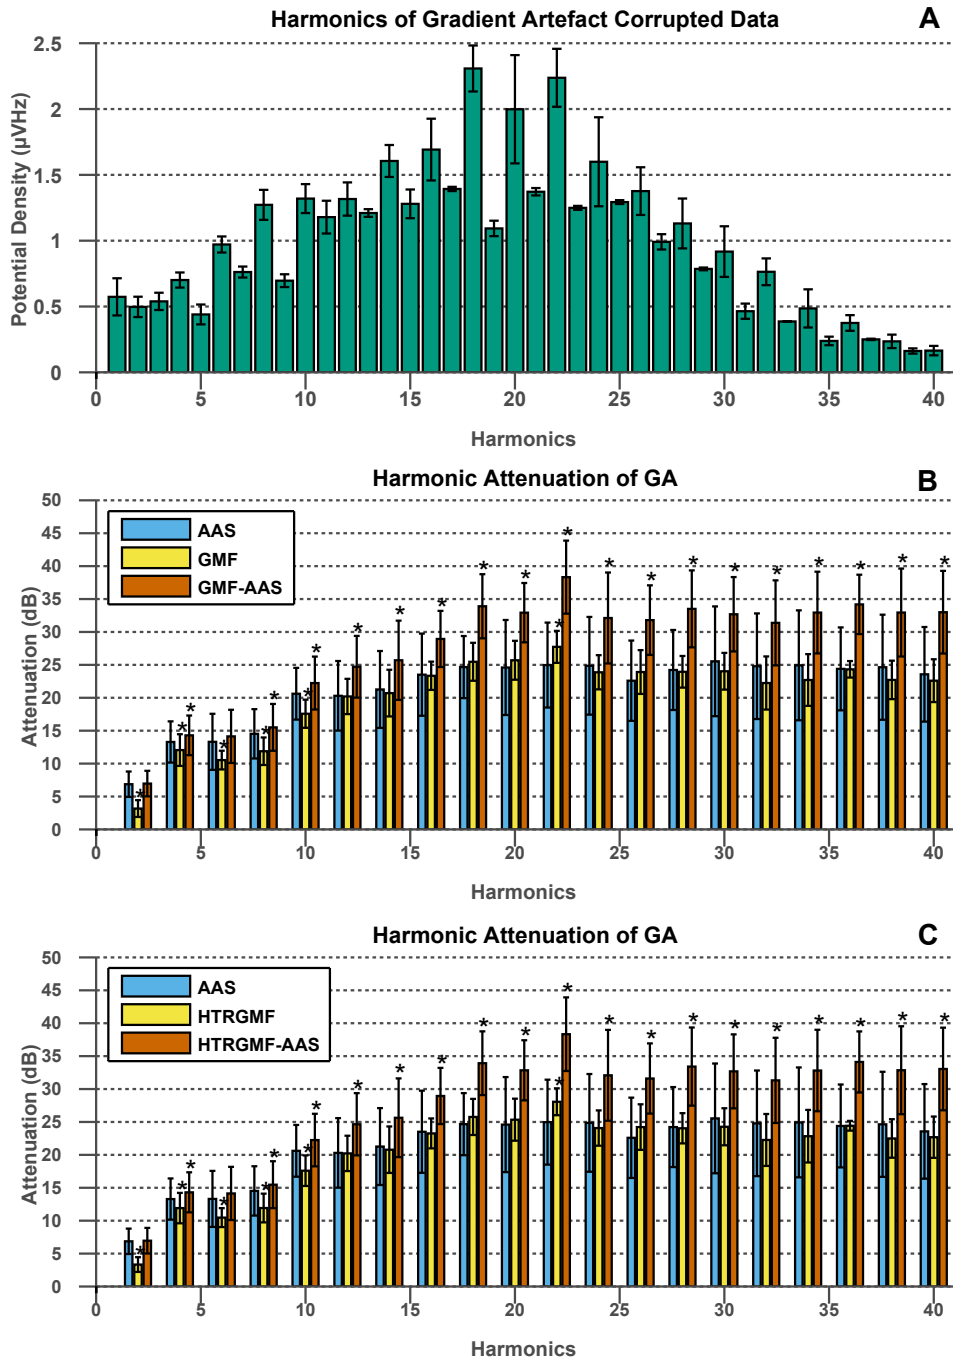 Harmonics of Gradient Artefact Corrupted Data
A
Potential Density (µVHz)
2.5
2
1.5
1
0.5
0
0 5 10 15 20 25 30 35 40
Harmonics
Harmonic Attenuation of GA
B
Attenuation (dB)
50
45
40
35
30
25
20
15
10
5
0
AAS
GMF
GMF-AAS
* * * * * * * * * * * * * * * * * * * * * * *
0 5 10 15 20 25 30 35 40
Harmonics
Harmonic Attenuation of GA
C
Attenuation (dB)
50
45
40
35
30
25
20
15
10
5
0
AAS
HTRGMF
HTRGMF-AAS
* * * * * * * * * * * * * * * * * * * * * * *
0 5 10 15 20 25 30 35 40
Harmonics